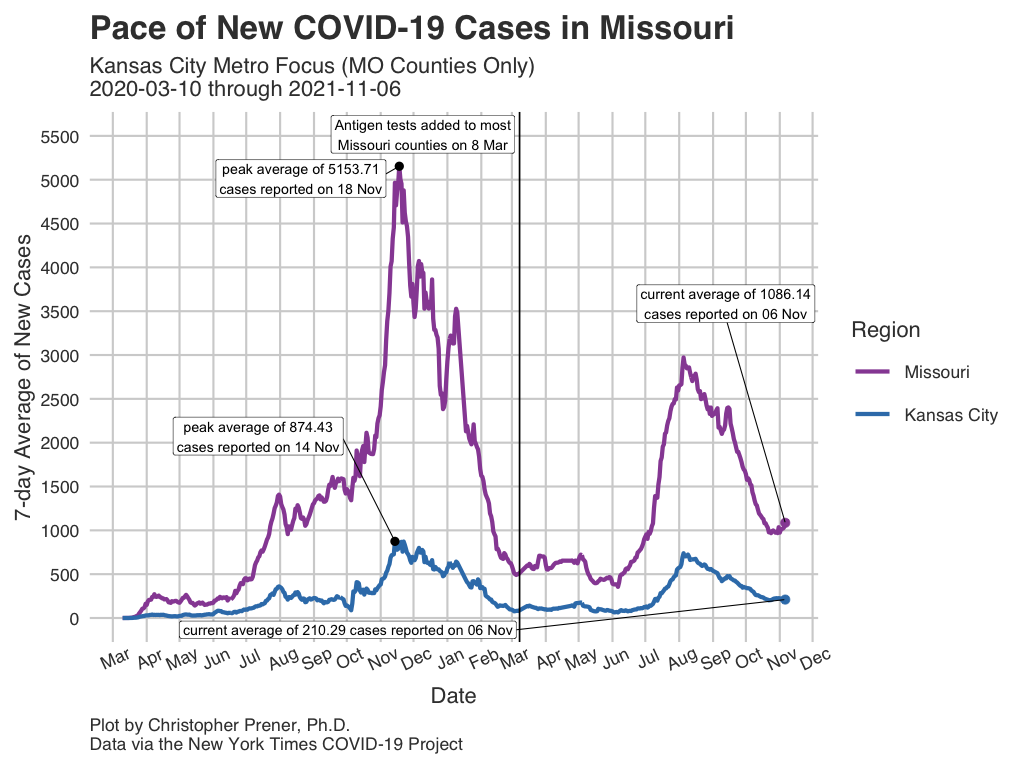 Pace of New COVID-19 Cases in Missouri
Kansas City Metro Focus (MO Counties Only)
2020-03-10 through 2021-11-06
7-day Average of New Cases
5500
5000
4500
4000
3500
3000
2500
2000
1500
1000
500
0
Antigen tests added to most
Missouri counties on 8 Mar
peak average of 5153.71
cases reported on 18 Nov
current average of 1086.14
cases reported on 06 Nov
peak average of 874.43
cases reported on 14 Nov
current average of 210.29 cases reported on 06 Nov
Region
Missouri
Kansas City
Mar Apr May Jun Jul Aug Sep Oct Nov Dec Jan Feb Mar Apr May Jun Jul Aug Sep Oct Nov Dec
Date
Plot by Christopher Prener, Ph.D.
Data via the New York Times COVID-19 Project